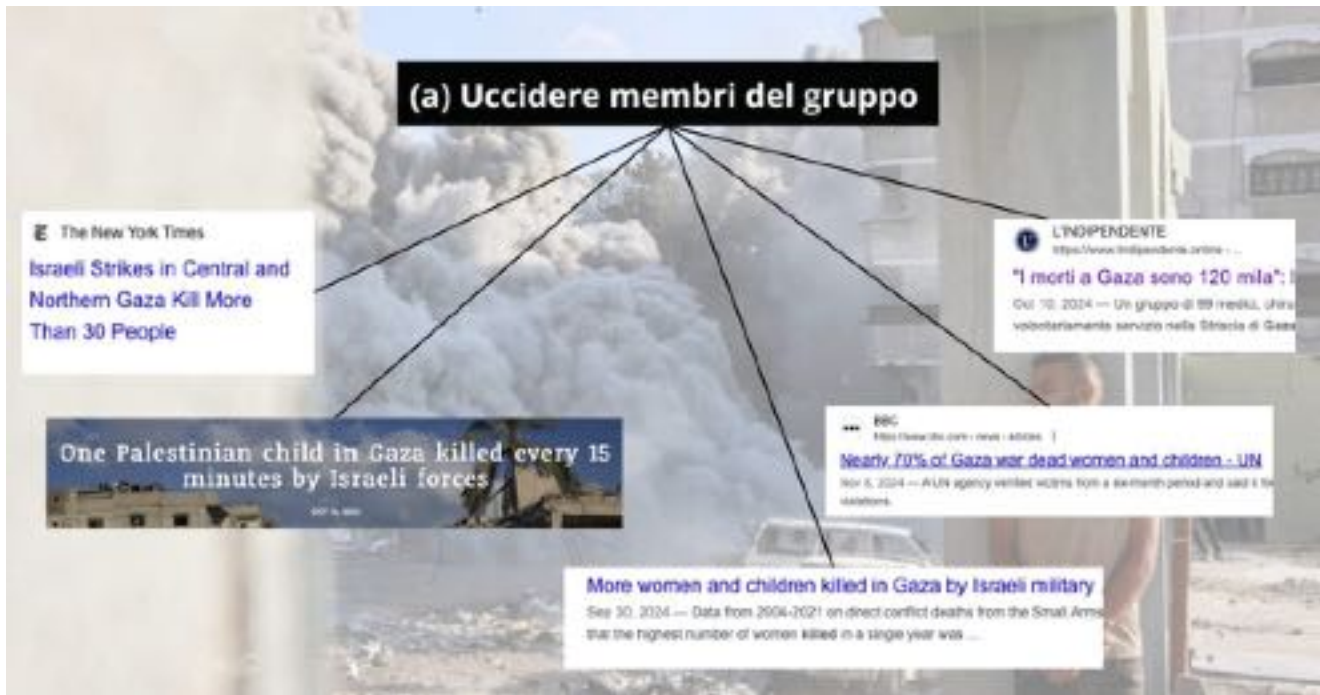 (a) Uccidere membri del gruppo
The New York Times
Israeli Strikes in Central and
Northern Gaza Kill More
Than 30 People
L'INDIPENDENTE
https://www.lindipendente.online
"I morti a Gaza sono 120 mila":
Oct 10, 2024 — Un gruppo di 99 medici,
volontariamente servizio nella Striscia di Gaza
One Palestinian child in Gaza killed every 15
minutes by Israeli forces
BBC
Nearly 70% of Gaza war dead women and children - UN
2024 — A UN agency verified victims from a six-month period and said it
violations.
More women and children killed in Gaza by Israeli military
Sep 30, 2024 — Data from 2004-2021 on direct conflict deaths from the Small Arms
that the highest number of women killed in a single year was ...